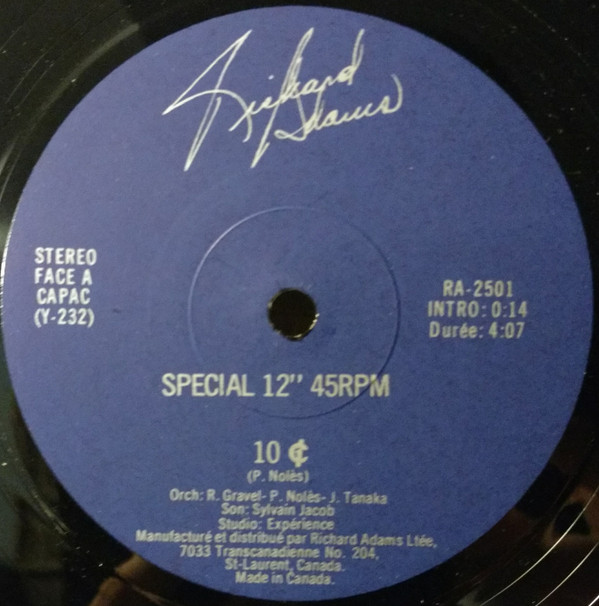 Richard
Adams
STEREO
FACE A
CAPAC
(Y-232)
RA-2501
INTRO: 0:14
Durée: 4:07
SPECIAL 12" 45RPM
10 ¢
(P. Nolès)
Orch: R. Gravel- P. Nolès- J. Tanaka
Son: Sylvain Jacob
Studio: Expérience
Manufacturé et distribué par Richard Adams Ltée,
7033 Transcanadienne No. 204,
St-Laurent, Canada.
Made in Canada.